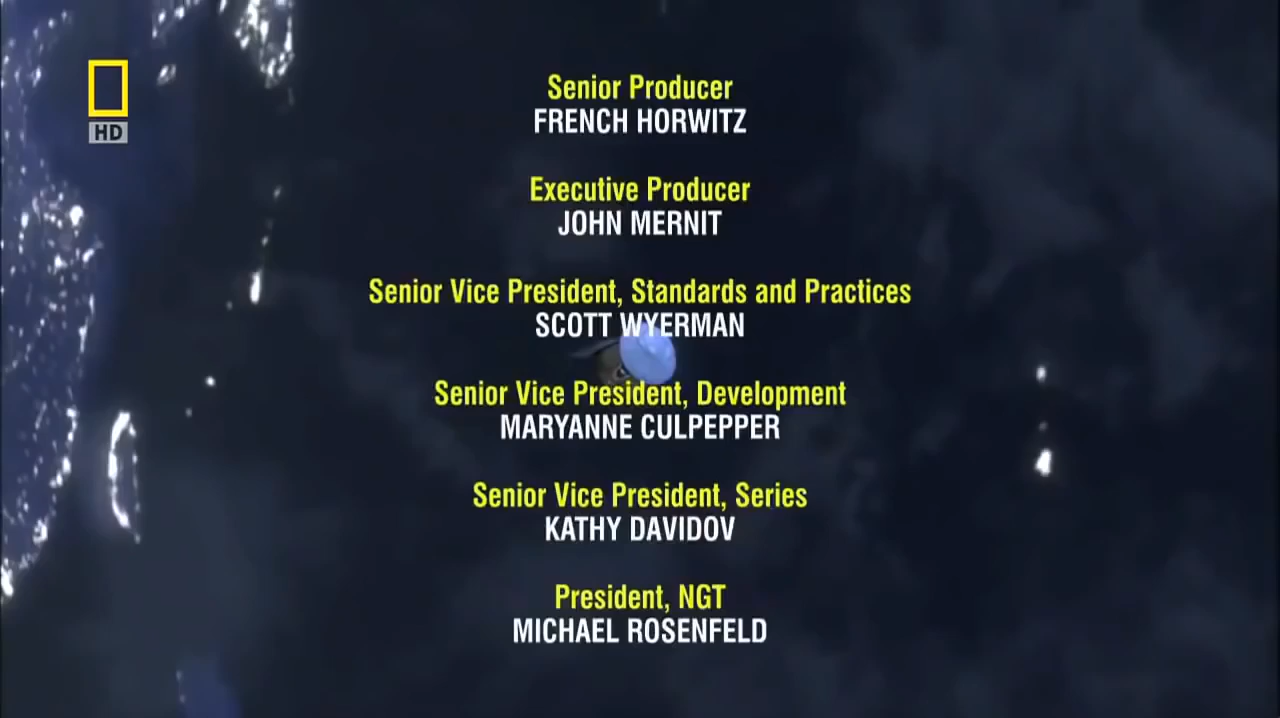 HD
Senior Producer
FRENCH HORWITZ
Executive Producer
JOHN MERNIT
Senior Vice President, Standards and Practices
SCOTT WYERMAN
Senior Vice President, Development
MARYANNE CULPEPPER
Senior Vice President, Series
KATHY DAVIDOV
President, NGT
MICHAEL ROSENFELD